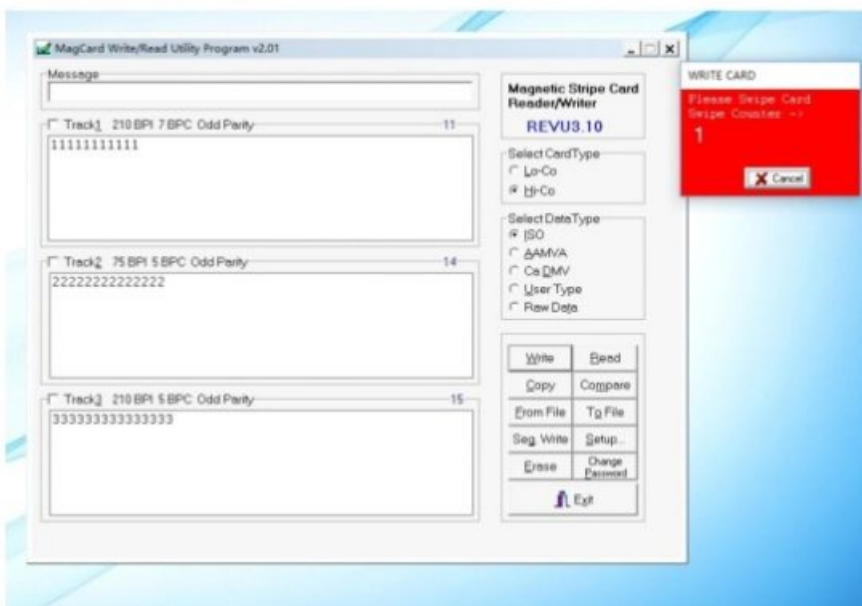 MagCard Write/Read Utility Program v2.01
Message
Track1 210 BPI 7 BPC Odd Parity 11
11111111111
Track2 75 BPI 5 BPC Odd Parity 14
22222222222222
Track3 210 BPI 5 BPC Odd Parity 15
333333333333333
Magnetic Stripe Card
Reader/Writer
REVU3.10
Select CardType
Lo-Co
Hi-Co
Select DataType
ISO
AAMVA
Ca DMV
User Type
Raw Data
Write Read
Copy Compare
From File To File
Seg. Write Setup...
Erase Change Password
Exit
WRITE CARD
Please Swipe Card
Swipe Counter ->
1
Cancel